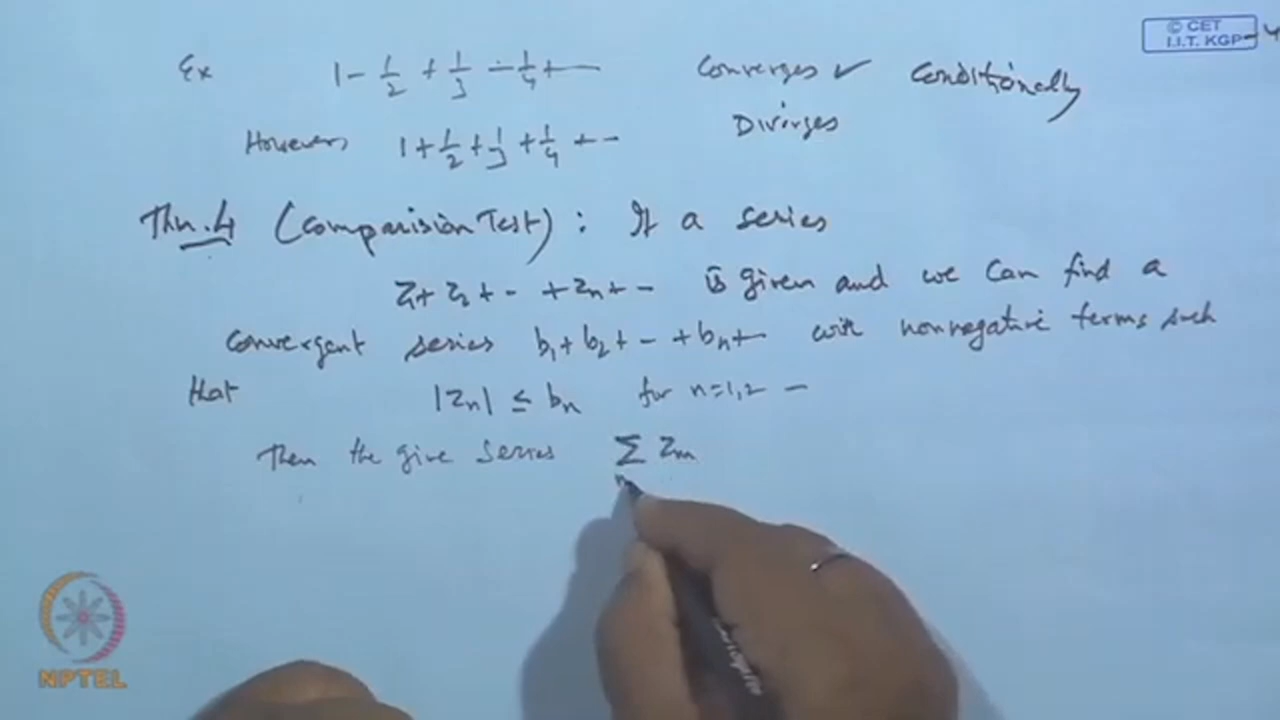 © CET
I.I.T. KGP
Ex 1 - 1/2 + 1/3 - 1/4 + — Converges ✓ Conditionally
However 1 + 1/2 + 1/3 + 1/4 + -- Diverges
Thm. 4 (Comparision Test) : If a series
z₁ + z₂ + - + zₙ + - is given and we can find a
convergent series b₁ + b₂ + - + bₙ + — with nonnegative terms such
that |zₙ| ≤ bₙ for n=1,2 —
Then the give series Σ zₙ
NPTEL